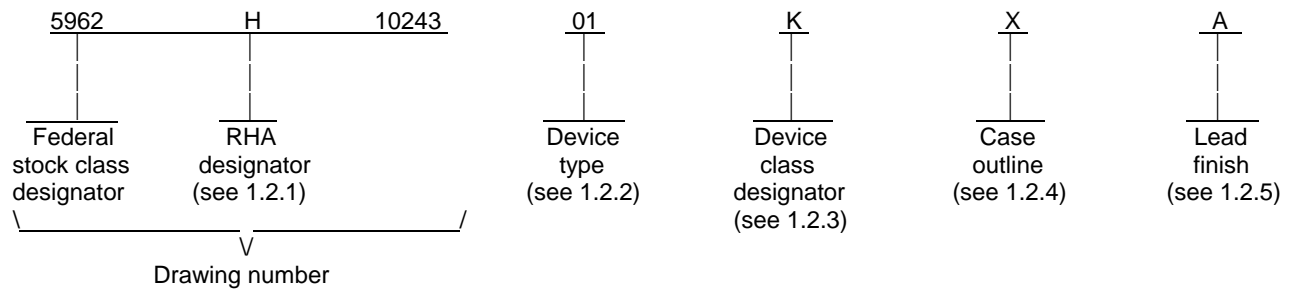 5962 H 10243 01 K X A
Federal stock class designator
RHA designator (see 1.2.1)
Device type (see 1.2.2)
Device class designator (see 1.2.3)
Case outline (see 1.2.4)
Lead finish (see 1.2.5)
Drawing number